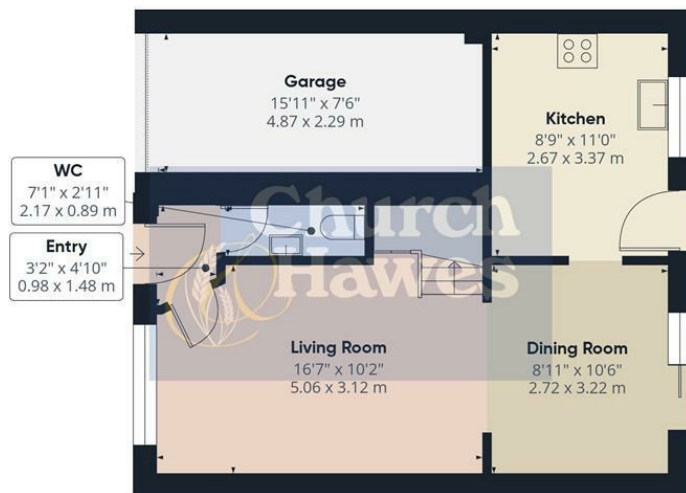 Garage
15'11" x 7'6"
4.87 x 2.29 m
Kitchen
8'9" x 11'0"
2.67 x 3.37 m
WC
7'1" x 2'11"
2.17 x 0.89 m
Entry
3'2" x 4'10"
0.98 x 1.48 m
Church
Hawes
Living Room
16'7" x 10'2"
5.06 x 3.12 m
Dining Room
8'11" x 10'6"
2.72 x 3.22 m